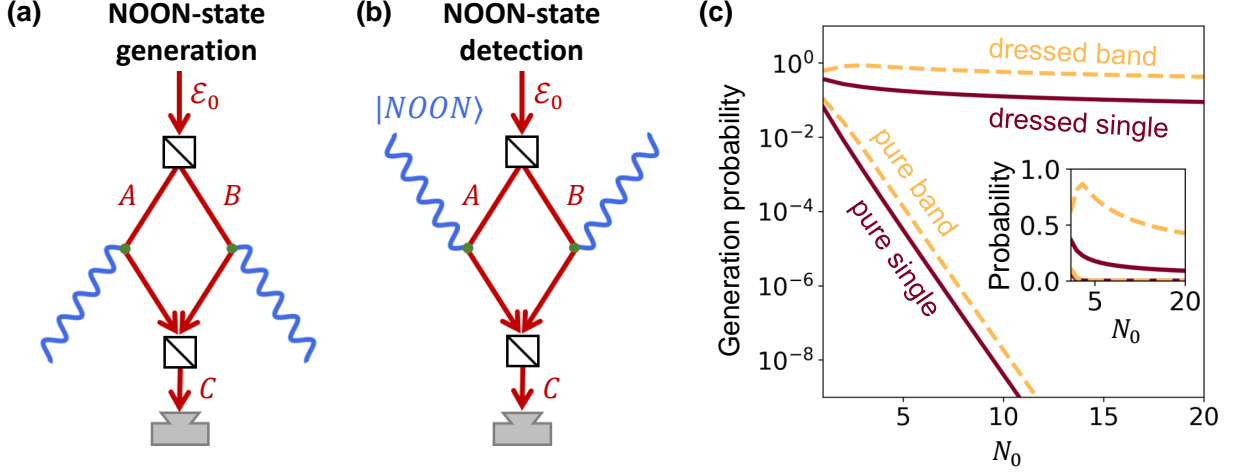 (a)
NOON-state
generation
ℰ₀
A
B
C
(b)
NOON-state
detection
|NOON⟩
ℰ₀
A
B
C
(c)
Generation probability
10⁰
10⁻²
10⁻⁴
10⁻⁶
10⁻⁸
dressed band
dressed single
pure band
pure single
Probability
1.0
0.5
0.0
5
20
N₀
5
10
15
20
N₀